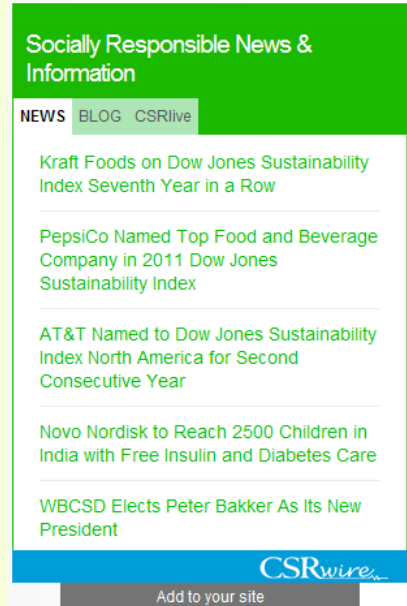 Socially Responsible News &
Information
NEWS BLOG CSRlive
Kraft Foods on Dow Jones Sustainability
Index Seventh Year in a Row
PepsiCo Named Top Food and Beverage
Company in 2011 Dow Jones
Sustainability Index
AT&T Named to Dow Jones Sustainability
Index North America for Second
Consecutive Year
Novo Nordisk to Reach 2500 Children in
India with Free Insulin and Diabetes Care
WBCSD Elects Peter Bakker As Its New
President
CSRwire
Add to your site